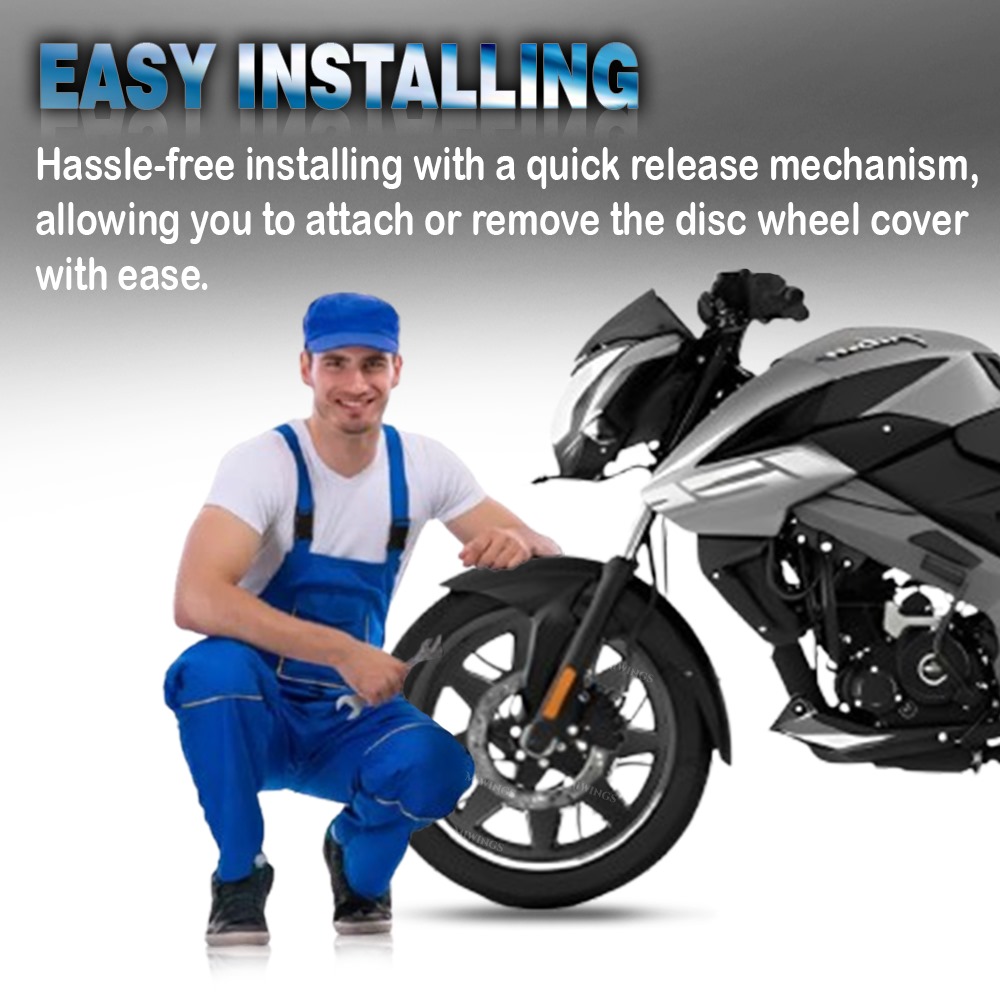 EASY INSTALLING
Hassle-free installing with a quick release mechanism,
allowing you to attach or remove the disc wheel cover
with ease.